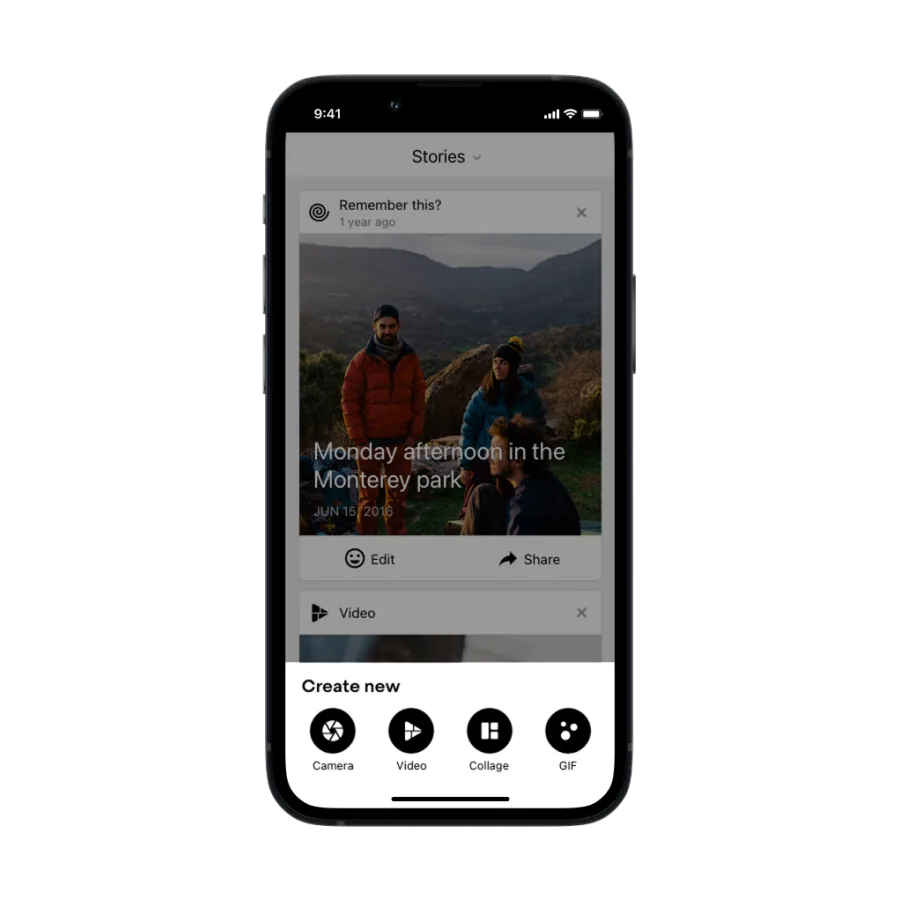 9:41
Stories
Remember this?
1 year ago
Monday afternoon in the
Monterey park
JUN 15, 2016
Edit
Share
Video
Create new
Camera
Video
Collage
GIF